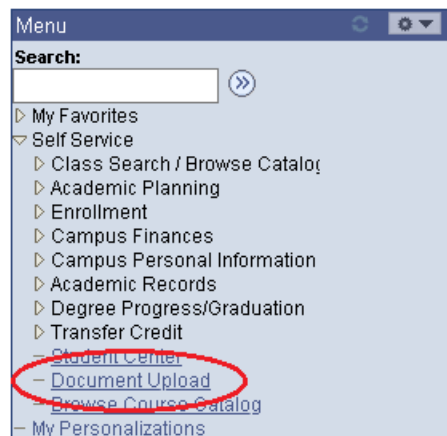 Menu
Search:
My Favorites
Self Service
Class Search / Browse Catalog
Academic Planning
Enrollment
Campus Finances
Campus Personal Information
Academic Records
Degree Progress/Graduation
Transfer Credit
Student Center
Document Upload
Browse Course Catalog
My Personalizations